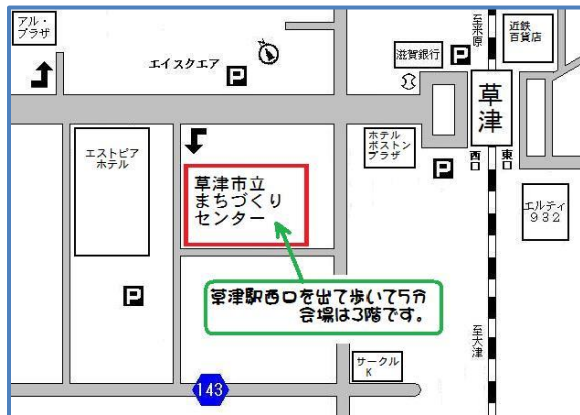 アル・
プラザ
エイスクエア
P
滋賀銀行
P
至米原
近鉄
百貨店
草津
西口
東口
ホテル
ボストン
プラザ
P
エストピア
ホテル
草津市立
まちづくり
センター
エルティ
932
草津駅西口を出て歩いて5分
会場は3階です。
P
至大津
サークル
K
143